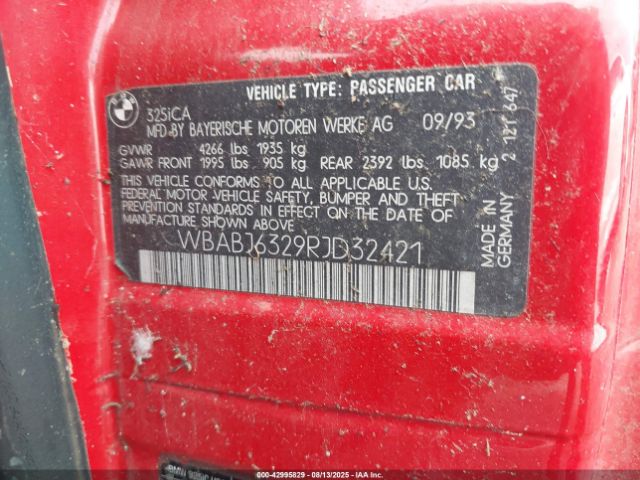 VEHICLE TYPE: PASSENGER CAR
BMW
325iCA
MFD BY BAYERISCHE MOTOREN WERKE AG 09/93
GVWR 4266 lbs 1935 kg
GAWR FRONT 1995 lbs 905 kg REAR 2392 lbs. 1085 kg
THIS VEHICLE CONFORMS TO ALL APPLICABLE U.S.
FEDERAL MOTOR VEHICLE SAFETY, BUMPER AND THEFT
PREVENTION STANDARDS IN EFFECT ON THE DATE OF
MANUFACTURE SHOWN ABOVE
WBABJ6329RJD32421
MADE IN
GERMANY
2 121 647
000-42995829 - 08/13/2025 - IAA Inc.